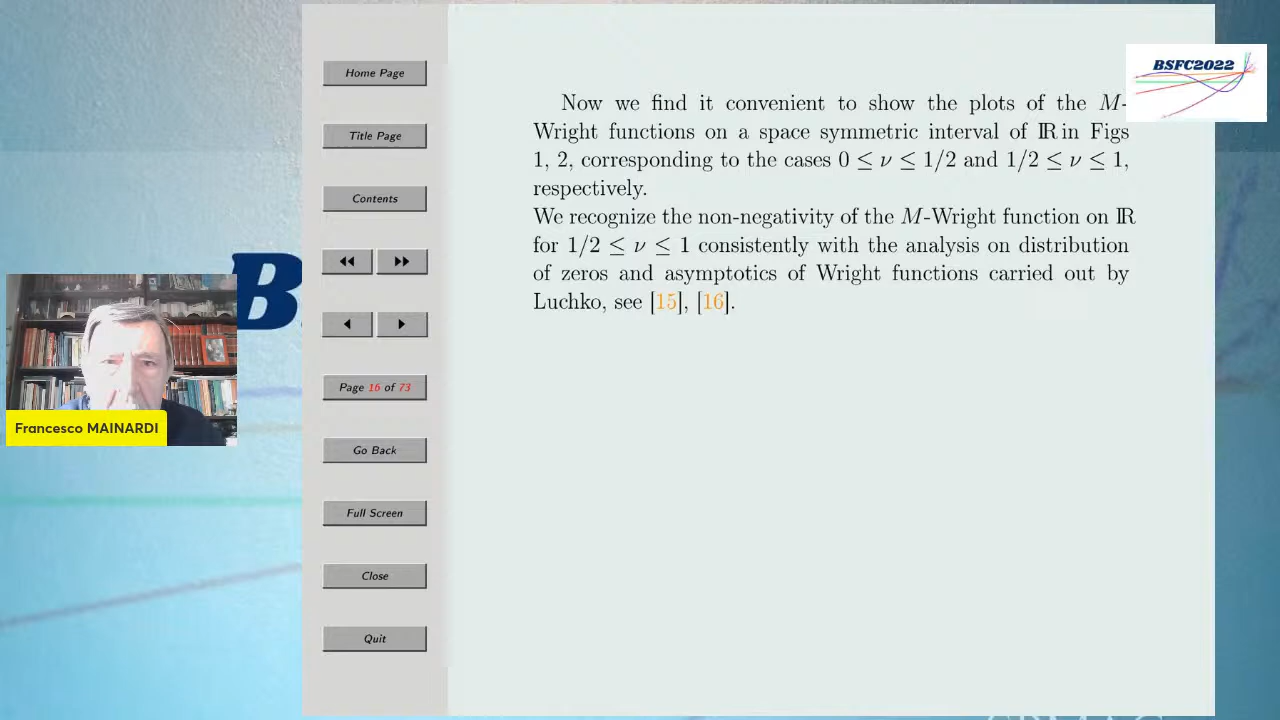 Home Page
Title Page
Contents
Page 16 of 73
Go Back
Full Screen
Close
Quit
Now we find it convenient to show the plots of the M-
Wright functions on a space symmetric interval of ℝ in Figs
1, 2, corresponding to the cases 0 ≤ ν ≤ 1/2 and 1/2 ≤ ν ≤ 1,
respectively.
We recognize the non-negativity of the M-Wright function on ℝ
for 1/2 ≤ ν ≤ 1 consistently with the analysis on distribution
of zeros and asymptotics of Wright functions carried out by
Luchko, see [15], [16].
BSFC2022
Francesco MAINARDI
B